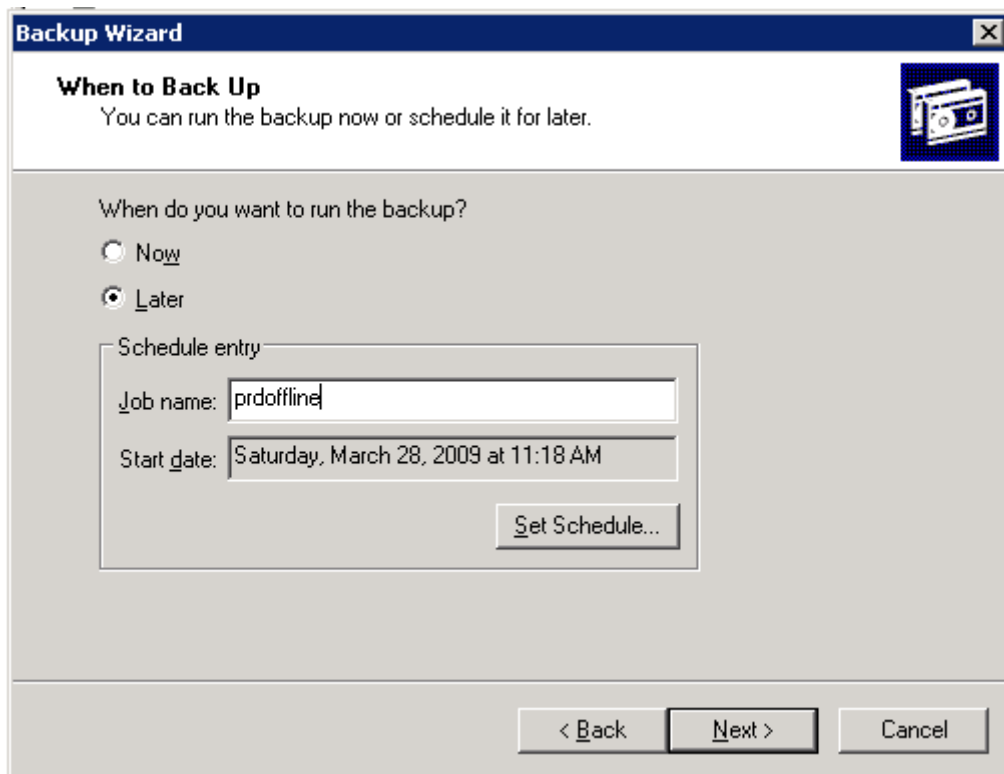 Backup Wizard
When to Back Up
You can run the backup now or schedule it for later.
When do you want to run the backup?
Now
Later
Schedule entry
Job name: prdoffline
Start date: Saturday, March 28, 2009 at 11:18 AM
Set Schedule...
< Back Next > Cancel